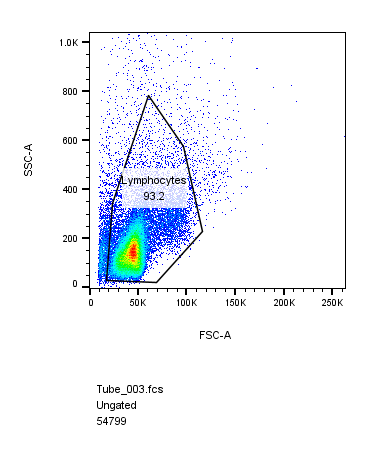 1.0K
800
600
400
200
0
SSC-A
Lymphocytes
93.2
0 50K 100K 150K 200K 250K
FSC-A
Tube_003.fcs
Ungated
54799